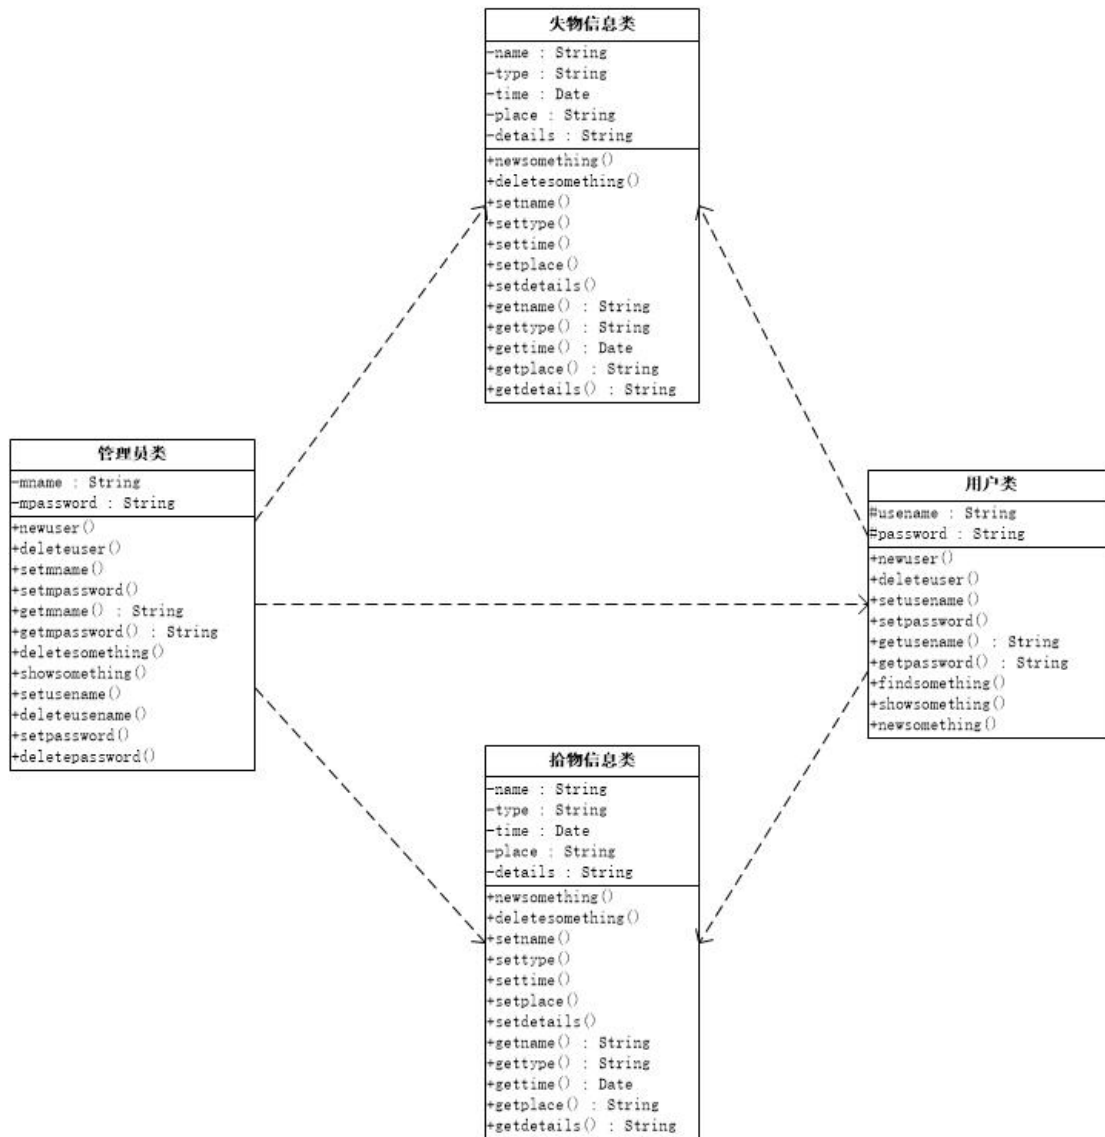 失物信息类
-name : String
-type : String
-time : Date
-place : String
-details : String
+newsomething()
+deletesomething()
+setname()
+settype()
+settime()
+setplace()
+setdetails()
+getname() : String
+gettype() : String
+gettime() : Date
+getplace() : String
+getdetails() : String
管理员类
-mname : String
-mpassword : String
+newuser()
+deleteuser()
+setmname()
+setmpassword()
+getmname() : String
+getmpassword() : String
+deletesomething()
+showsomething()
+setusename()
+deleteusename()
+setpassword()
+deletepassword()
用户类
#usename : String
#password : String
+newuser()
+deleteuser()
+setusename()
+setpassword()
+getusename() : String
+getpassword() : String
+findsomething()
+showsomething()
+newsomething()
拾物信息类
-name : String
-type : String
-time : Date
-place : String
-details : String
+newsomething()
+deletesomething()
+setname()
+settype()
+settime()
+setplace()
+setdetails()
+getname() : String
+gettype() : String
+gettime() : Date
+getplace() : String
+getdetails() : String